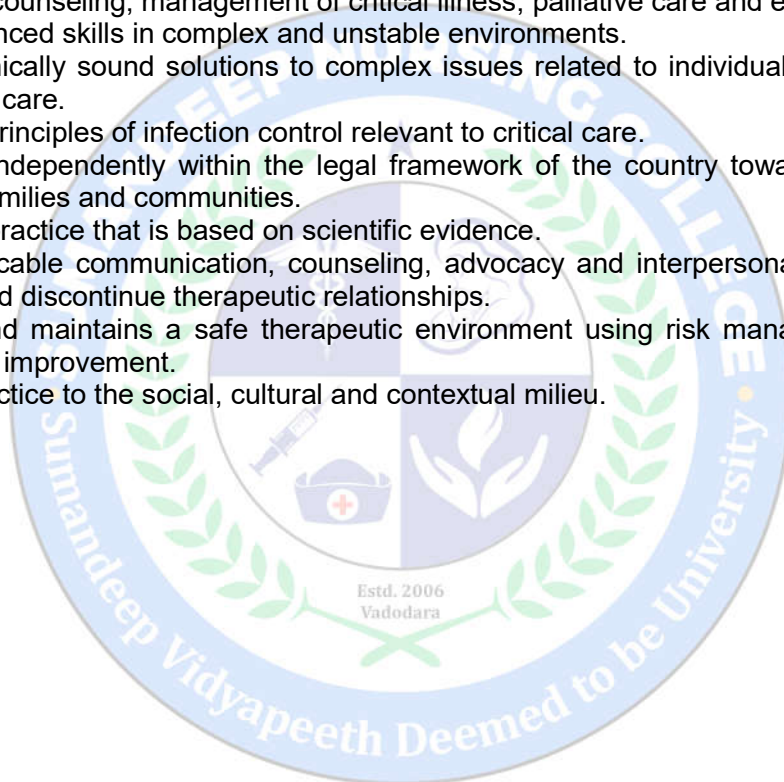 counseling, management of critical illness, palliative care and e
nced skills in complex and unstable environments.
nically sound solutions to complex issues related to individual
care.
rinciples of infection control relevant to critical care.
ndependently within the legal framework of the country towa
milies and communities.
ractice that is based on scientific evidence.
cable communication, counseling, advocacy and interpersona
d discontinue therapeutic relationships.
nd maintains a safe therapeutic environment using risk mana
improvement.
ctice to the social, cultural and contextual milieu.
SUMANDEEP NURSING COLLEGE
Estd. 2006
Vadodara
Sumandeep Vidyapeeth Deemed to be University